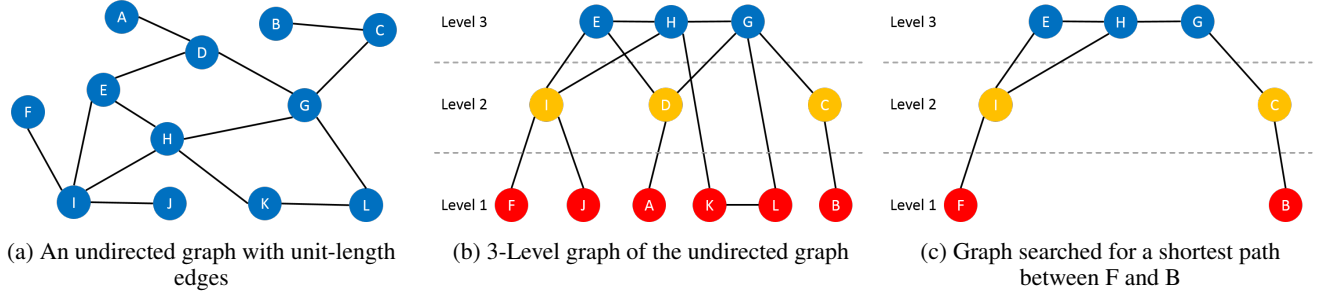 A
B
C
D
E
G
F
H
I
J
K
L
(a) An undirected graph with unit-length
edges
Level 3
E
H
G
Level 2
I
D
C
Level 1
F
J
A
K
L
B
(b) 3-Level graph of the undirected graph
Level 3
E
H
G
Level 2
I
C
Level 1
F
B
(c) Graph searched for a shortest path
between F and B